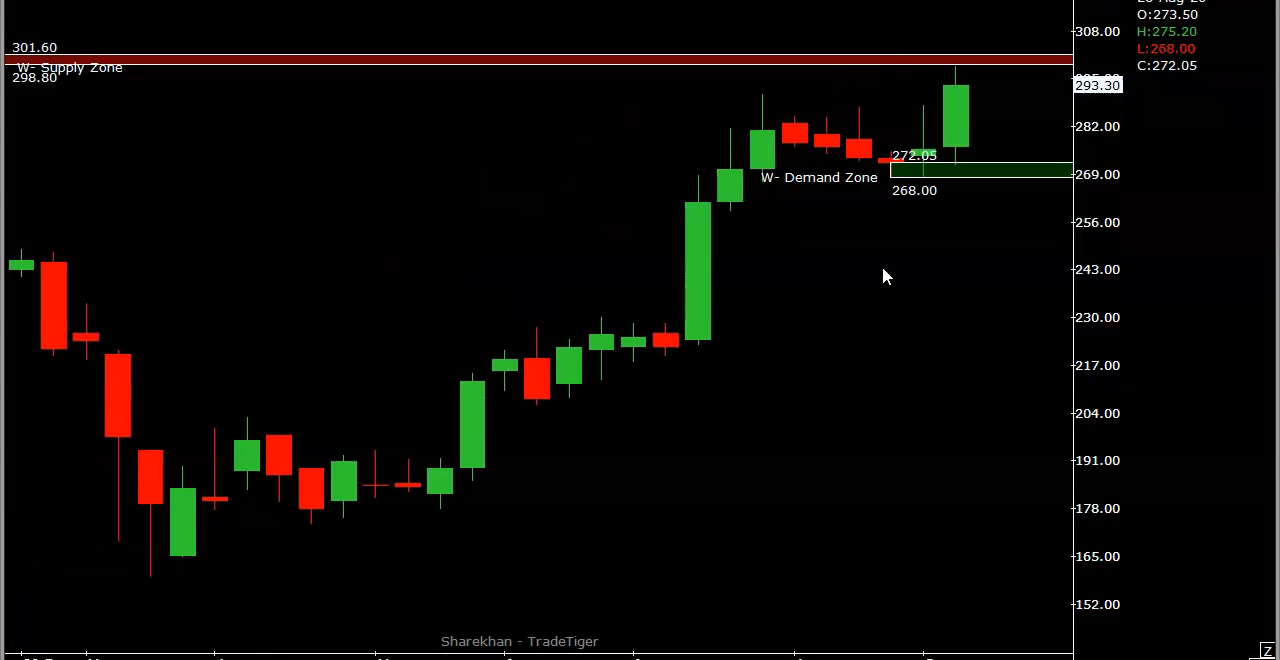 O:273.50
H:275.20
L:268.00
C:272.05
301.60
W- Supply Zone
298.80
308.00
293.30
282.00
272.05
269.00
W- Demand Zone
268.00
256.00
243.00
230.00
217.00
204.00
191.00
178.00
165.00
152.00
Sharekhan - TradeTiger
Z